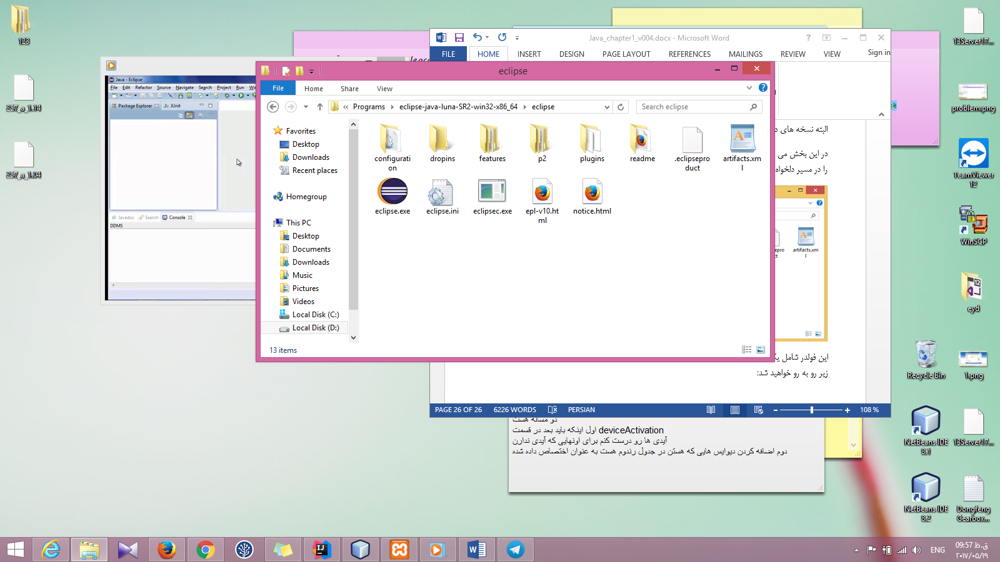 123
257_a_1.14
257_a_1.04
Java - Eclipse
File Edit Refactor Source Navigate Search Project Run
Package Explorer
JUnit
Javadoc Search Console
DDMS
Java_chapter1_v004.docx - Microsoft Word
FILE HOME INSERT DESIGN PAGE LAYOUT REFERENCES MAILINGS REVIEW VIEW Sign in
eclipse
File Home Share View
« Programs eclipse-java-luna-SR2-win32-x86_64 eclipse
Search eclipse
Favorites
Desktop
Downloads
Recent places
Homegroup
This PC
Desktop
Documents
Downloads
Music
Pictures
Videos
Local Disk (C:)
Local Disk (D:)
configurati
on
dropins
features
p2
plugins
readme
.eclipsepro
duct
artifacts.xm
l
eclipse.exe
eclipse.ini
eclipsec.exe
epl-v10.ht
ml
notice.html
13 items
البته نسخه های
در این بخش می
را در مسیر دلخواه
artifacts.xm
l
این فولدر شامل
زیر رو به رو خواهید شد:
PAGE 26 OF 26 6226 WORDS PERSIAN 108 %
دو مساله هست
اول اینکه باید بعد در قسمت deviceActivation
آیدی ها رو درست کنم برای اونهایی که آیدی ندارن
دوم اضافه کردن دیوایس هایی که هستن در جدول رندوم هست به عنوان اختصاص داده شده
13Server17...
problem.png
TeamViewer
12
WinSCP
eyd
Recycle Bin
1.png
NetBeans IDE
8.1
13Server17...
NetBeans IDE
8.2
Dongfeng
Gearbox...
ENG
09:57 ق.ظ
۲۰۱۷/۰۵/۱۹